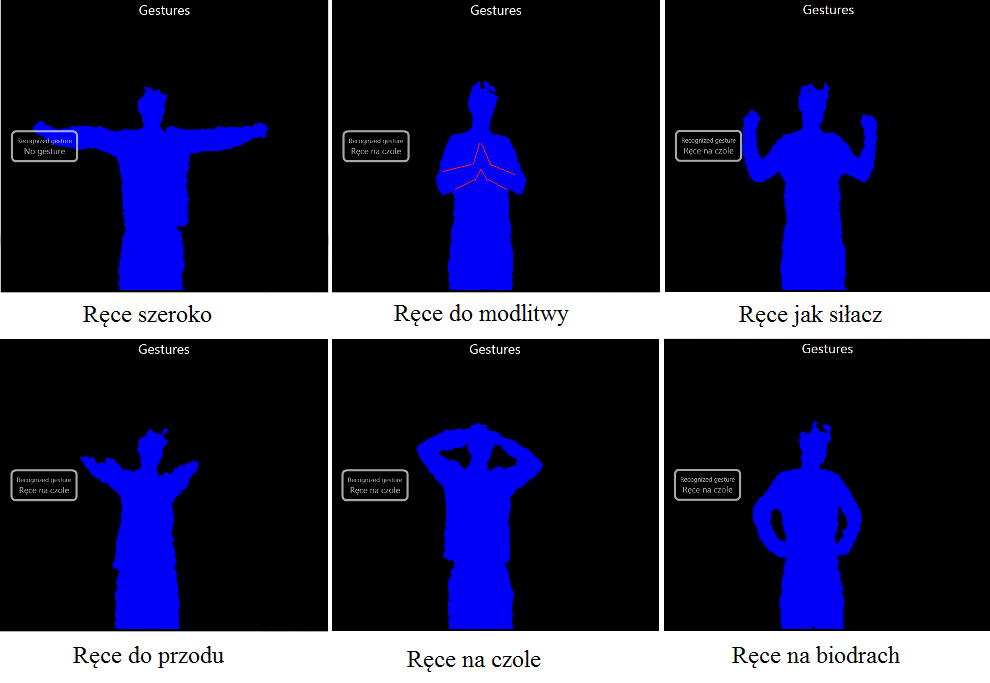 Gestures
Recognized gesture
No gesture
Ręce szeroko
Gestures
Recognized gesture
Ręce na czole
Ręce do modlitwy
Gestures
Recognized gesture
Ręce na czole
Ręce jak siłacz
Gestures
Recognized gesture
Ręce na czole
Ręce do przodu
Gestures
Recognized gesture
Ręce na czole
Ręce na czole
Gestures
Recognized gesture
Ręce na czole
Ręce na biodrach